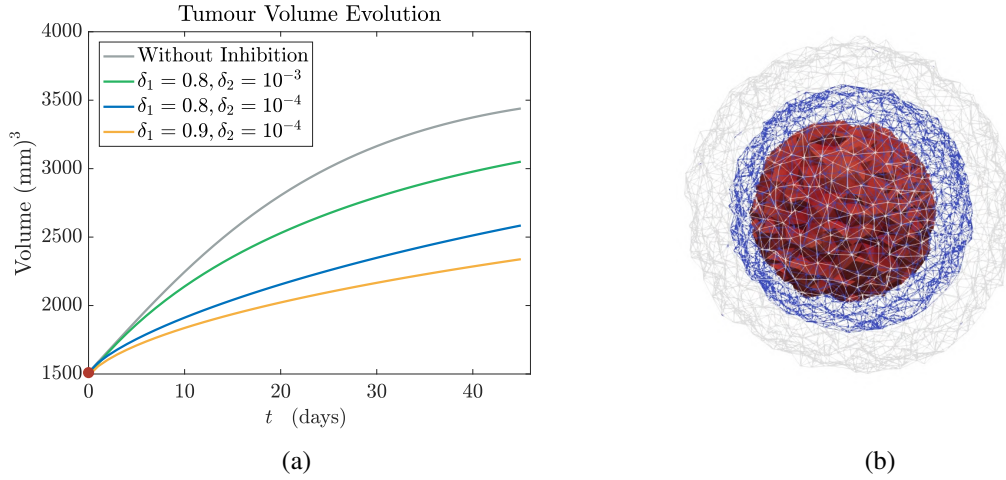 Tumour Volume Evolution
4000
3500
3000
2500
2000
1500
Volume (mm)³
Without Inhibition
δ₁ = 0.8, δ₂ = 10⁻³
δ₁ = 0.8, δ₂ = 10⁻⁴
δ₁ = 0.9, δ₂ = 10⁻⁴
0 10 20 30 40
t (days)
(a) (b)